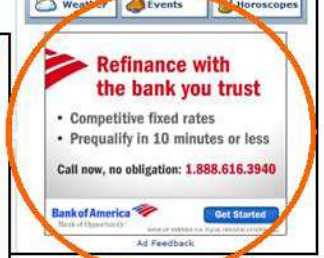 Weather Events Horoscopes
Refinance with
the bank you trust
• Competitive fixed rates
• Prequalify in 10 minutes or less
Call now, no obligation: 1.888.616.3940
Bank of America Get Started
Bank of Opportunity
Ad Feedback